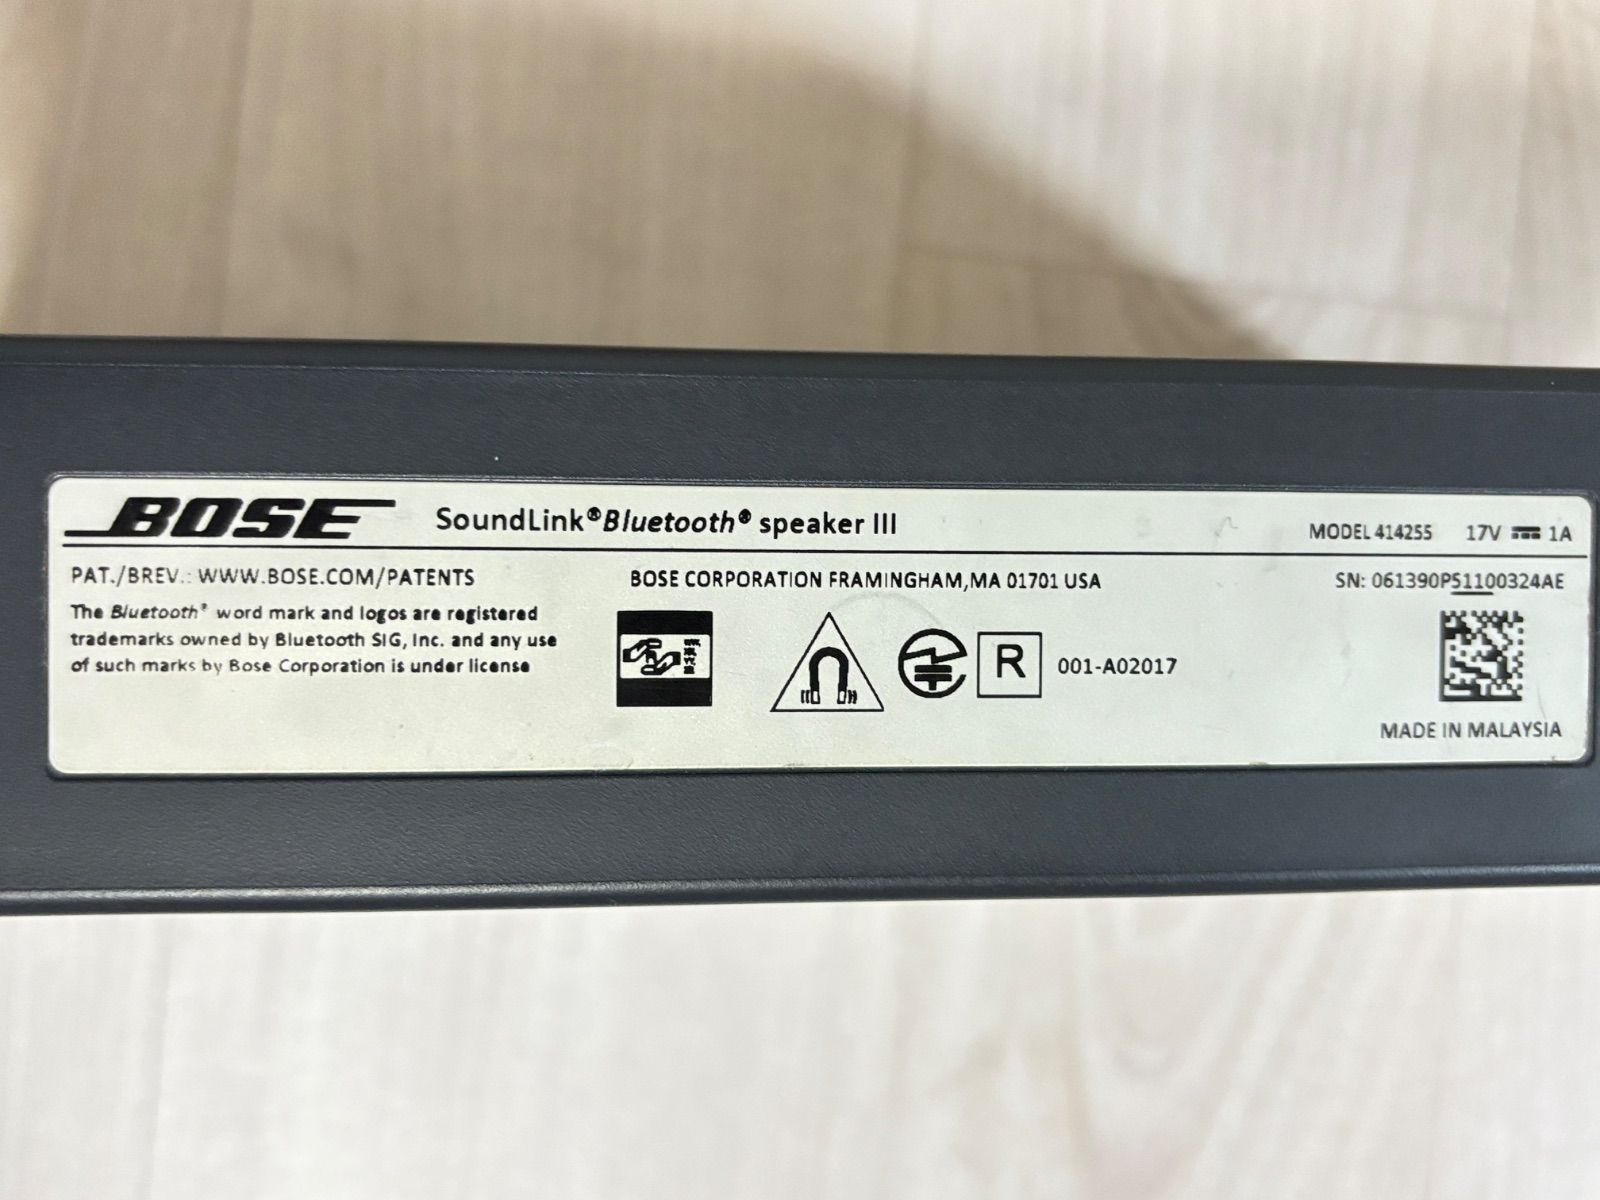 BOSE SoundLink® Bluetooth® speaker III MODEL 414255 17V 1A
PAT./BREV.: WWW.BOSE.COM/PATENTS
The Bluetooth® word mark and logos are registered
trademarks owned by Bluetooth SIG, Inc. and any use
of such marks by Bose Corporation is under license
BOSE CORPORATION FRAMINGHAM,MA 01701 USA
R 001-A02017
SN: 061390P51100324AE
MADE IN MALAYSIA